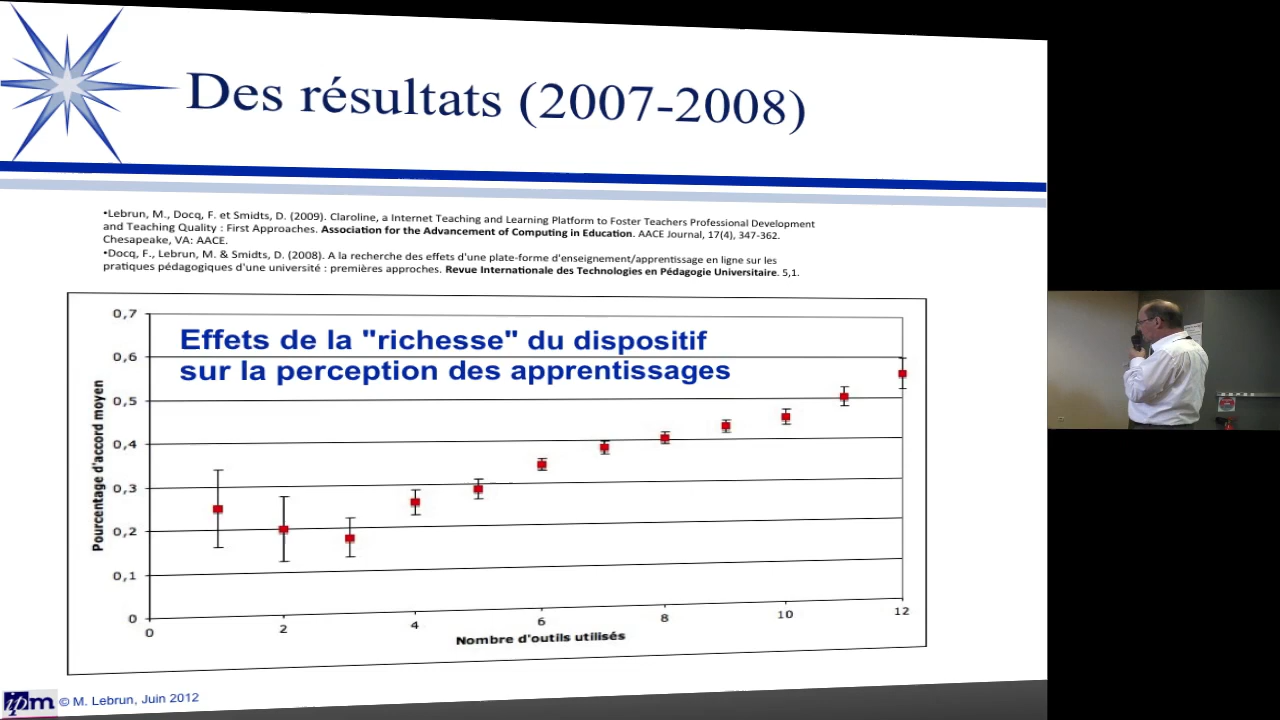 Des résultats (2007-2008)
•Lebrun, M., Docq, F. et Smidts, D. (2009). Claroline, a Internet Teaching and Learning Platform to Foster Teachers Professional Development
and Teaching Quality : First Approaches. Association for the Advancement of Computing in Education. AACE Journal, 17(4), 347-362.
Chesapeake, VA: AACE.
•Docq, F., Lebrun, M. & Smidts, D. (2008). A la recherche des effets d'une plate-forme d'enseignement/apprentissage en ligne sur les
pratiques pédagogiques d'une université : premières approches. Revue Internationale des Technologies en Pédagogie Universitaire. 5,1.
Effets de la "richesse" du dispositif
sur la perception des apprentissages
Pourcentage d'accord moyen
0,7
0,6
0,5
0,4
0,3
0,2
0,1
0
0 2 4 6 8 10 12
Nombre d'outils utilisés
ipm © M. Lebrun, Juin 2012